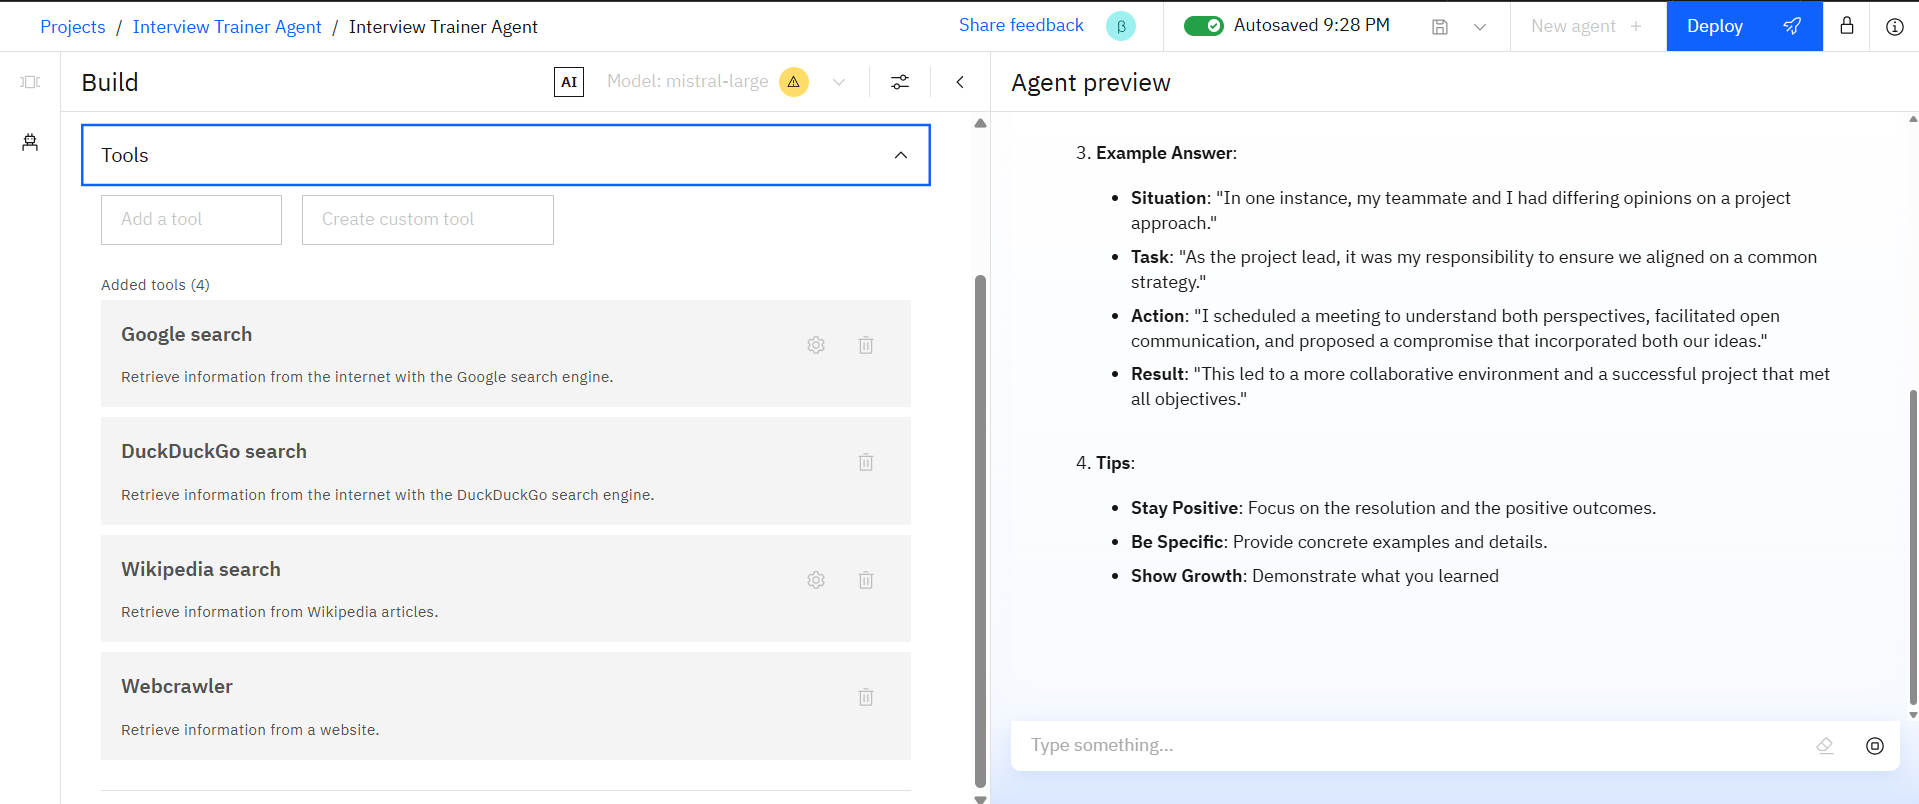 Projects / Interview Trainer Agent / Interview Trainer Agent
Share feedback β
Autosaved 9:28 PM
New agent +
Deploy
Build
AI Model: mistral-large
Tools
Add a tool
Create custom tool
Added tools (4)
Google search
Retrieve information from the internet with the Google search engine.
DuckDuckGo search
Retrieve information from the internet with the DuckDuckGo search engine.
Wikipedia search
Retrieve information from Wikipedia articles.
Webcrawler
Retrieve information from a website.
Agent preview
3. Example Answer:
• Situation: "In one instance, my teammate and I had differing opinions on a project
approach."
• Task: "As the project lead, it was my responsibility to ensure we aligned on a common
strategy."
• Action: "I scheduled a meeting to understand both perspectives, facilitated open
communication, and proposed a compromise that incorporated both our ideas."
• Result: "This led to a more collaborative environment and a successful project that met
all objectives."
4. Tips:
• Stay Positive: Focus on the resolution and the positive outcomes.
• Be Specific: Provide concrete examples and details.
• Show Growth: Demonstrate what you learned
Type something...